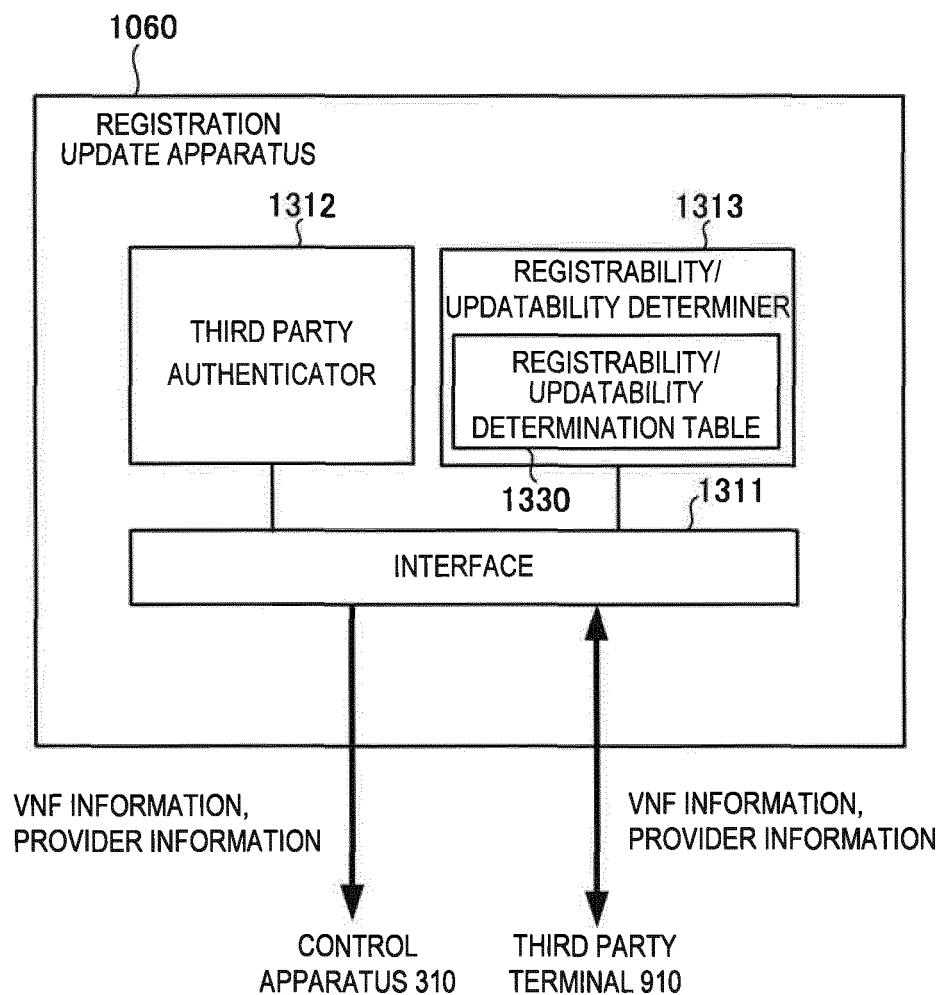 1060
REGISTRATION
UPDATE APPARATUS
1312
1313
THIRD PARTY
AUTHENTICATOR
REGISTRABILITY/
UPDATABILITY DETERMINER
REGISTRABILITY/
UPDATABILITY
DETERMINATION TABLE
1330
1311
INTERFACE
VNF INFORMATION,
PROVIDER INFORMATION
VNF INFORMATION,
PROVIDER INFORMATION
CONTROL
APPARATUS 310
THIRD PARTY
TERMINAL 910